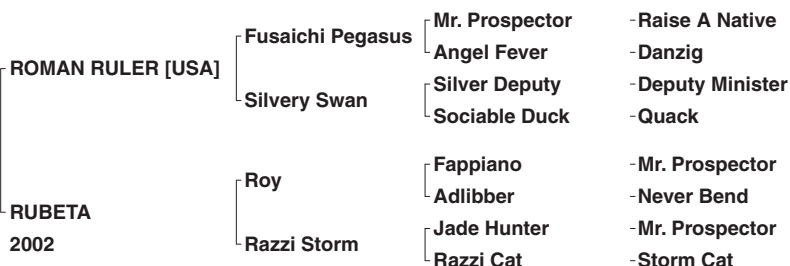 Mr. Prospector -Raise A Native
Fusaichi Pegasus
Angel Fever -Danzig
ROMAN RULER [USA]
Silver Deputy -Deputy Minister
Silvery Swan
Sociable Duck -Quack
Fappiano -Mr. Prospector
Roy
Adlibber -Never Bend
RUBETA
Jade Hunter -Mr. Prospector
2002 Razzi Storm
Razzi Cat -Storm Cat